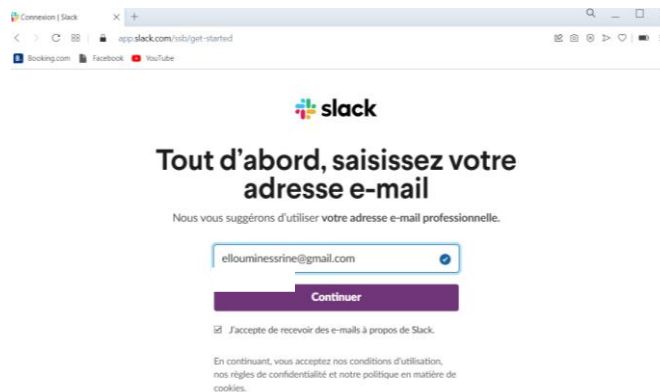 Connexion | Slack
app.slack.com/ssb/get-started
Booking.com Facebook YouTube
slack
Tout d'abord, saisissez votre
adresse e-mail
Nous vous suggérons d'utiliser votre adresse e-mail professionnelle.
ellouminessrine@gmail.com
Continuer
J'accepte de recevoir des e-mails à propos de Slack.
En continuant, vous acceptez nos conditions d'utilisation,
nos règles de confidentialité et notre politique en matière de
cookies.